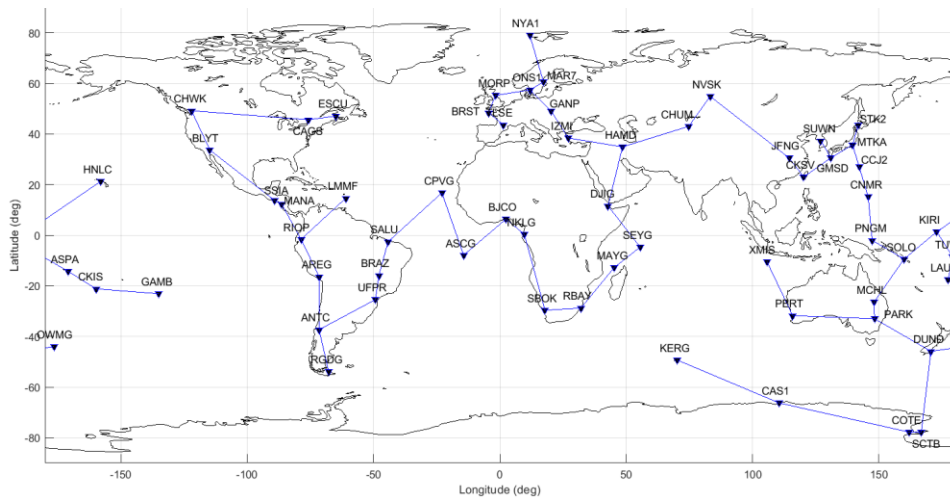 80
60
40
20
0
-20
-40
-60
-80
-150
-100
-50
0
50
100
150
Latitude (deg)
Longitude (deg)
NYA1
MORP
ONS1
MAR7
NVSK
CHWK
ESCU
BRST
GANP
CAGS
IZMI
CHUM
SUWN
STK2
BLYT
HAMD
JFNG
MTKA
HNLC
CKSV
GMSD
CCJ2
SSIA
MANA
LMMF
CPVG
DJIG
CNMR
RIOP
SALU
BJCO
NKLG
SEYG
PNGM
KIRI
ASPA
ASCG
XMIS
SOLO
CKIS
GAMB
AREG
BRAZ
MAYG
LAU
UFPR
SBOK
RBAY
PERT
MCHL
PARK
OWMG
ANTC
DUND
RGDG
KERG
CAS1
COTE
SCTB